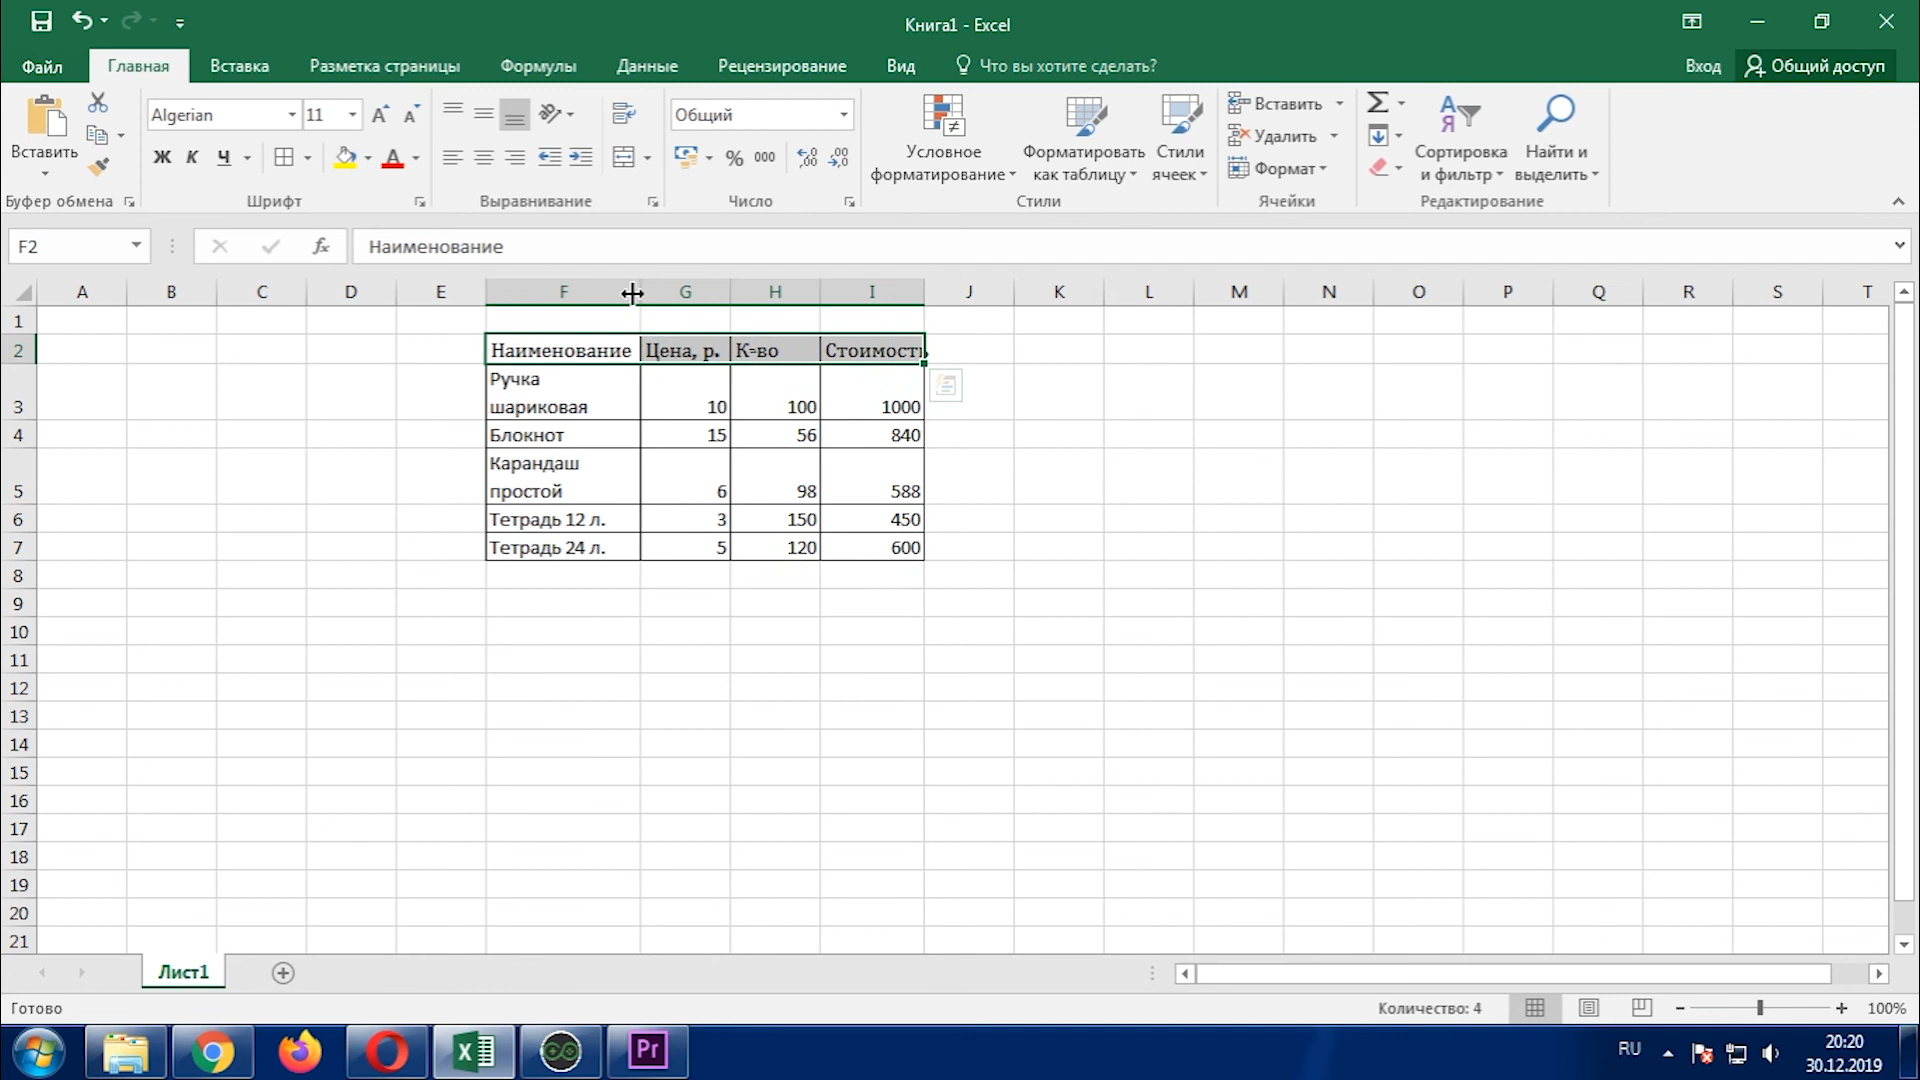 Книга1 - Excel
Файл Главная Вставка Разметка страницы Формулы Данные Рецензирование Вид Что вы хотите сделать? Вход Общий доступ
Вставить
Буфер обмена
Algerian 11
Ж К Ч
Шрифт
Выравнивание
Общий
% 000
Число
Условное форматирование
Форматировать как таблицу
Стили ячеек
Стили
Вставить
Удалить
Формат
Ячейки
Сортировка и фильтр
Найти и выделить
Редактирование
F2 fx Наименование
A B C D E F G H I J K L M N O P Q R S T
1
2 Наименование Цена, р. К-во Стоимость
3 Ручка шариковая 10 100 1000
4 Блокнот 15 56 840
5 Карандаш простой 6 98 588
6 Тетрадь 12 л. 3 150 450
7 Тетрадь 24 л. 5 120 600
8
9
10
11
12
13
14
15
16
17
18
19
20
21
Лист1
Готово Количество: 4 100%
RU 20:20
30.12.2019
Pr